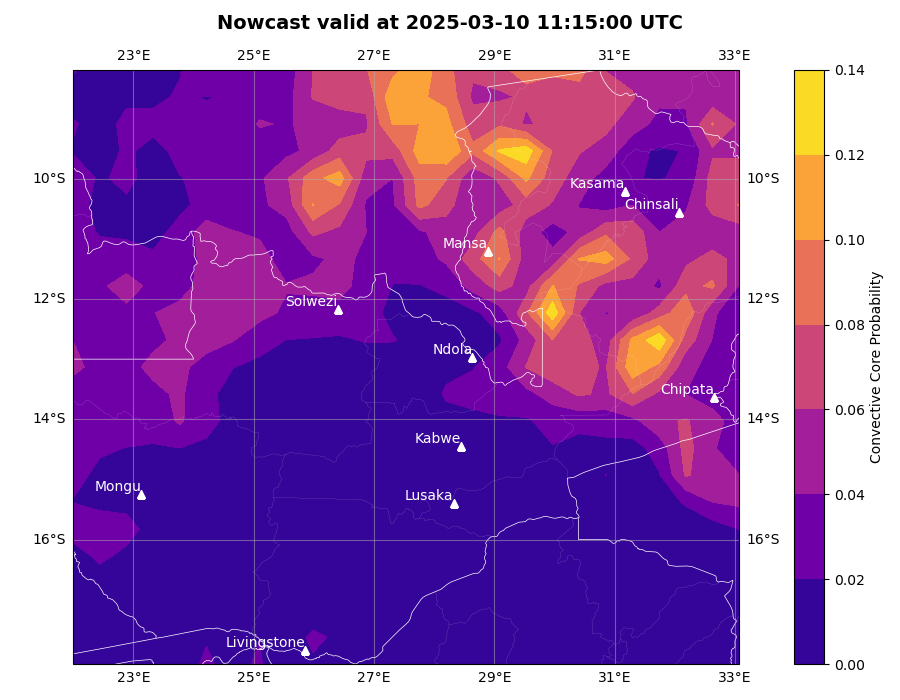 Nowcast valid at 2025-03-10 11:15:00 UTC
23°E 25°E 27°E 29°E 31°E 33°E
0.14
0.12
10°S 10°S
Kasama
Chinsali
0.10
Mansa
12°S 12°S
Solwezi
0.08
Ndola
Chipata
0.06
14°S 14°S
Kabwe
Mongu
Lusaka
0.04
16°S 16°S
0.02
Livingstone
0.00
23°E 25°E 27°E 29°E 31°E 33°E
Convective Core Probability